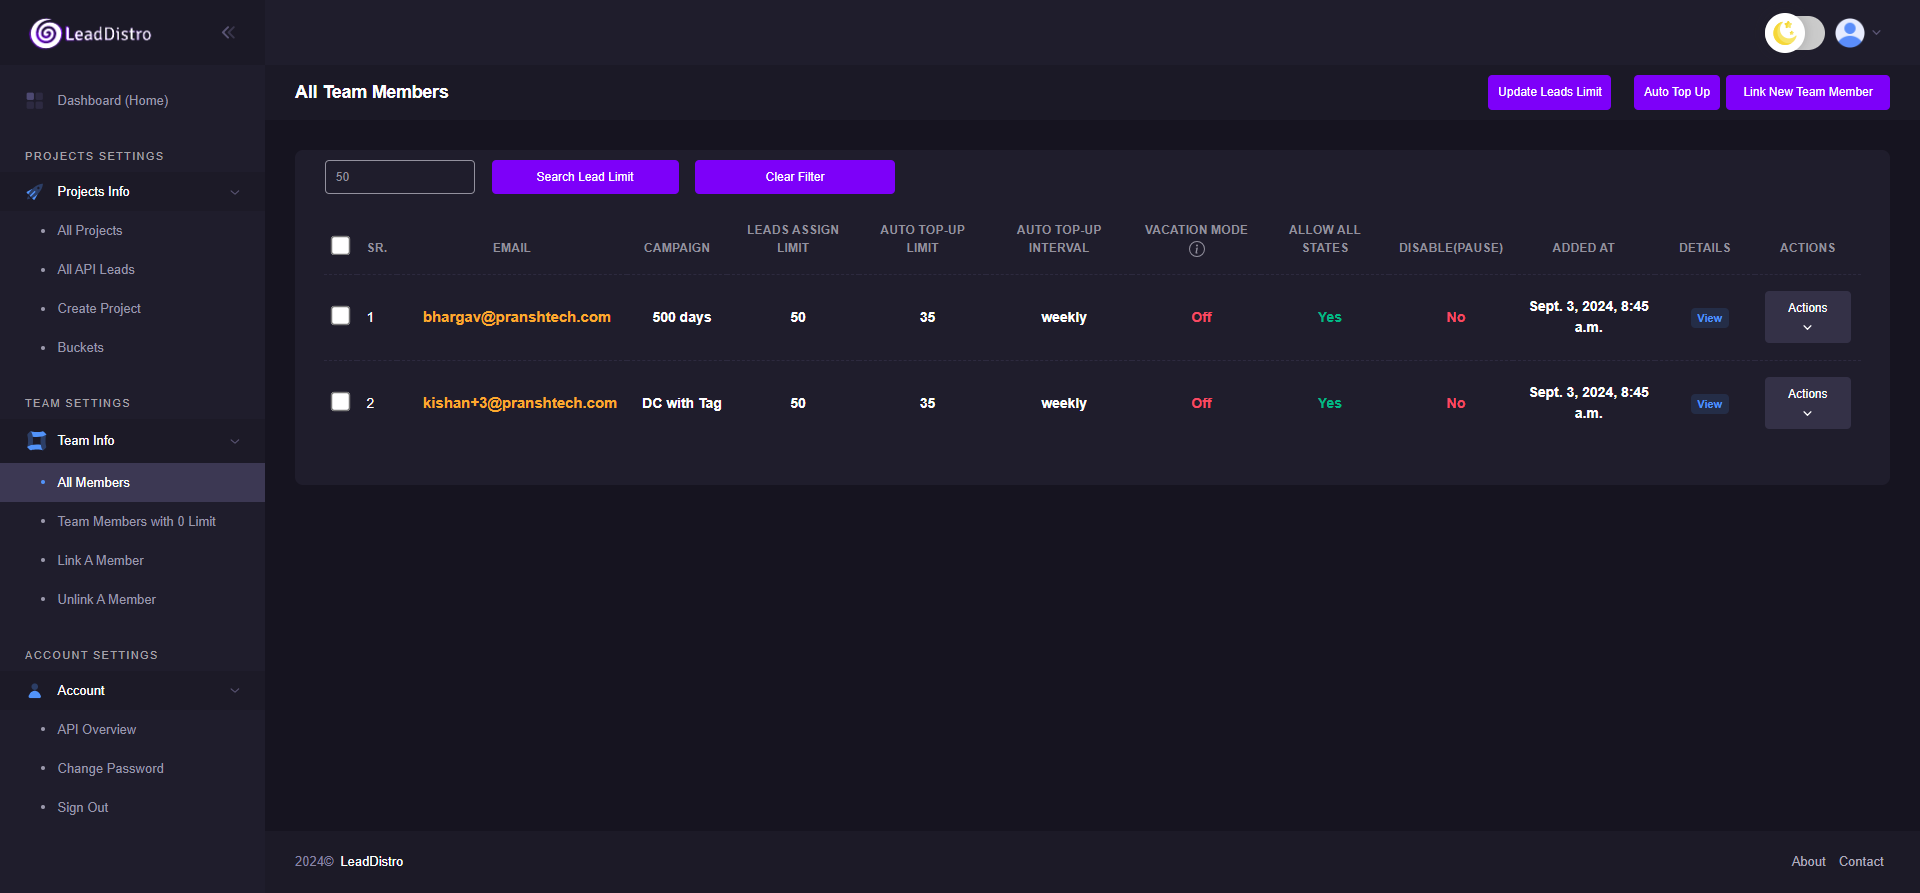 LeadDistro
Dashboard (Home)
PROJECTS SETTINGS
Projects Info
All Projects
All API Leads
Create Project
Buckets
TEAM SETTINGS
Team Info
All Members
Team Members with 0 Limit
Link A Member
Unlink A Member
ACCOUNT SETTINGS
Account
API Overview
Change Password
Sign Out
All Team Members
Update Leads Limit
Auto Top Up
Link New Team Member
50
Search Lead Limit
Clear Filter
SR. EMAIL CAMPAIGN LEADS ASSIGN LIMIT AUTO TOP-UP LIMIT AUTO TOP-UP INTERVAL VACATION MODE ALLOW ALL STATES DISABLE(PAUSE) ADDED AT DETAILS ACTIONS
1 bhargav@pranshtech.com 500 days 50 35 weekly Off Yes No Sept. 3, 2024, 8:45 a.m. View Actions
2 kishan+3@pranshtech.com DC with Tag 50 35 weekly Off Yes No Sept. 3, 2024, 8:45 a.m. View Actions
2024© LeadDistro
About Contact